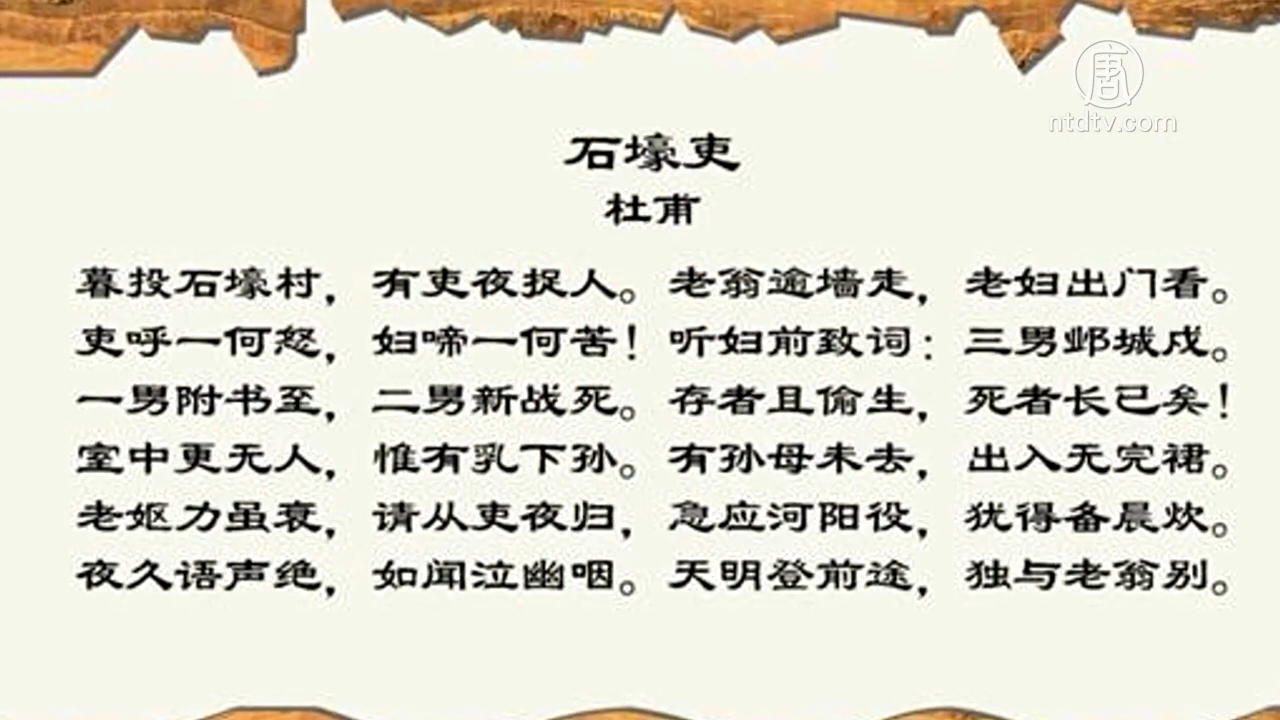 唐
ntdtv.com
石壕吏
杜甫
暮投石壕村，有吏夜捉人。老翁逾墙走，老妇出门看。
吏呼一何怒，妇啼一何苦！听妇前致词：三男邺城戍。
一男附书至，二男新战死。存者且偷生，死者长已矣！
室中更无人，惟有乳下孙。有孙母未去，出入无完裙。
老妪力虽衰，请从吏夜归，急应河阳役，犹得备晨炊。
夜久语声绝，如闻泣幽咽。天明登前途，独与老翁别。